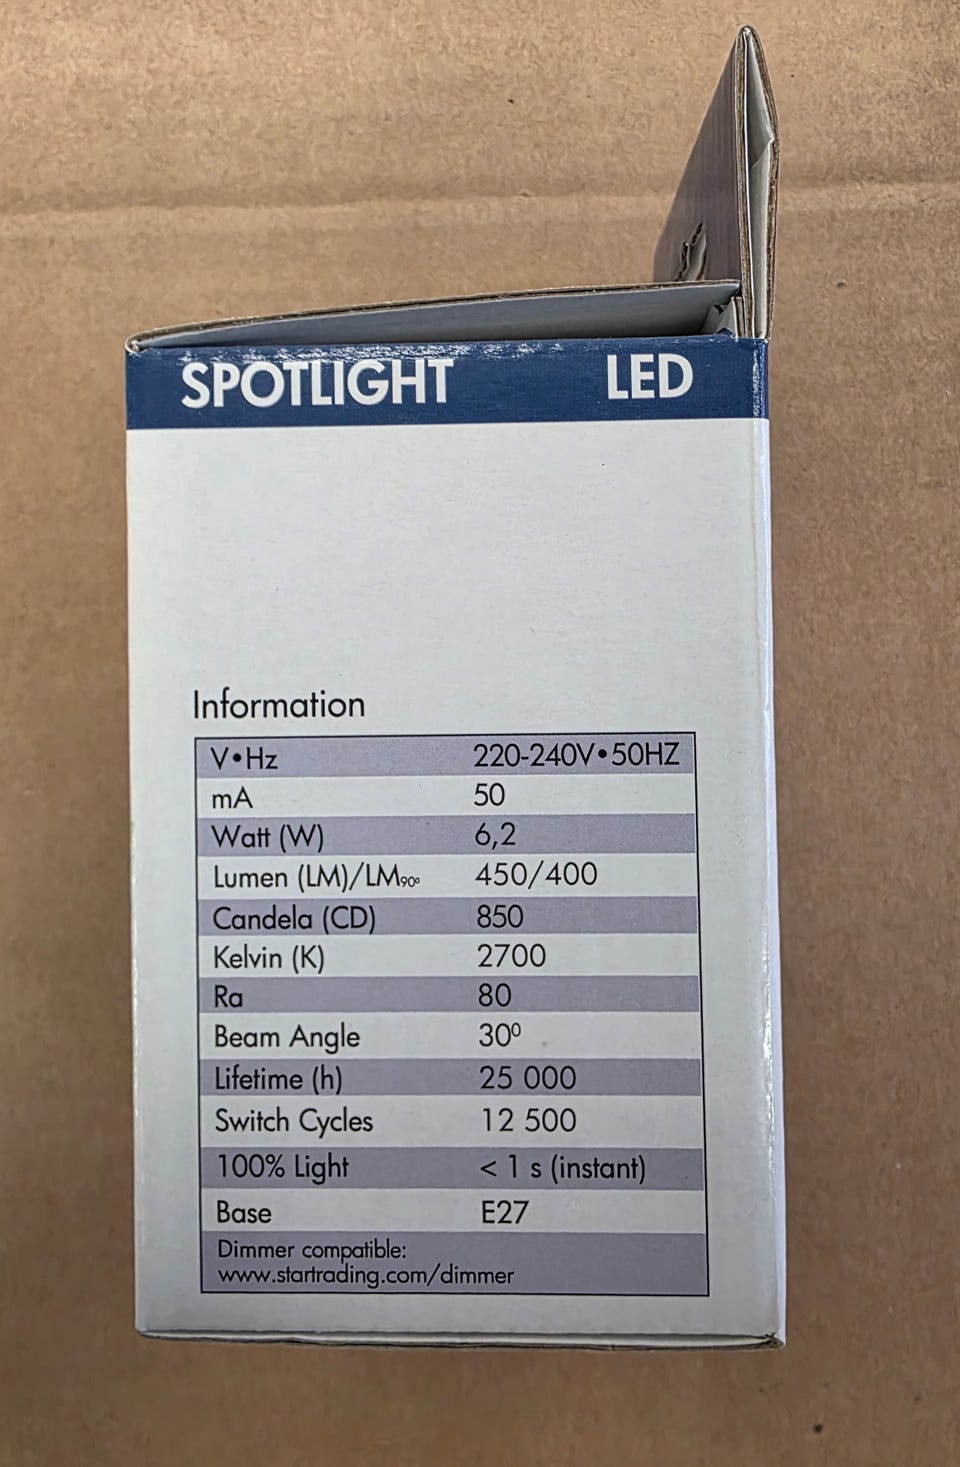 SPOTLIGHT LED
Information
V•Hz 220-240V•50HZ
mA 50
Watt (W) 6,2
Lumen (LM)/LM90º 450/400
Candela (CD) 850
Kelvin (K) 2700
Ra 80
Beam Angle 30º
Lifetime (h) 25 000
Switch Cycles 12 500
100% Light < 1 s (instant)
Base E27
Dimmer compatible:
www.startrading.com/dimmer